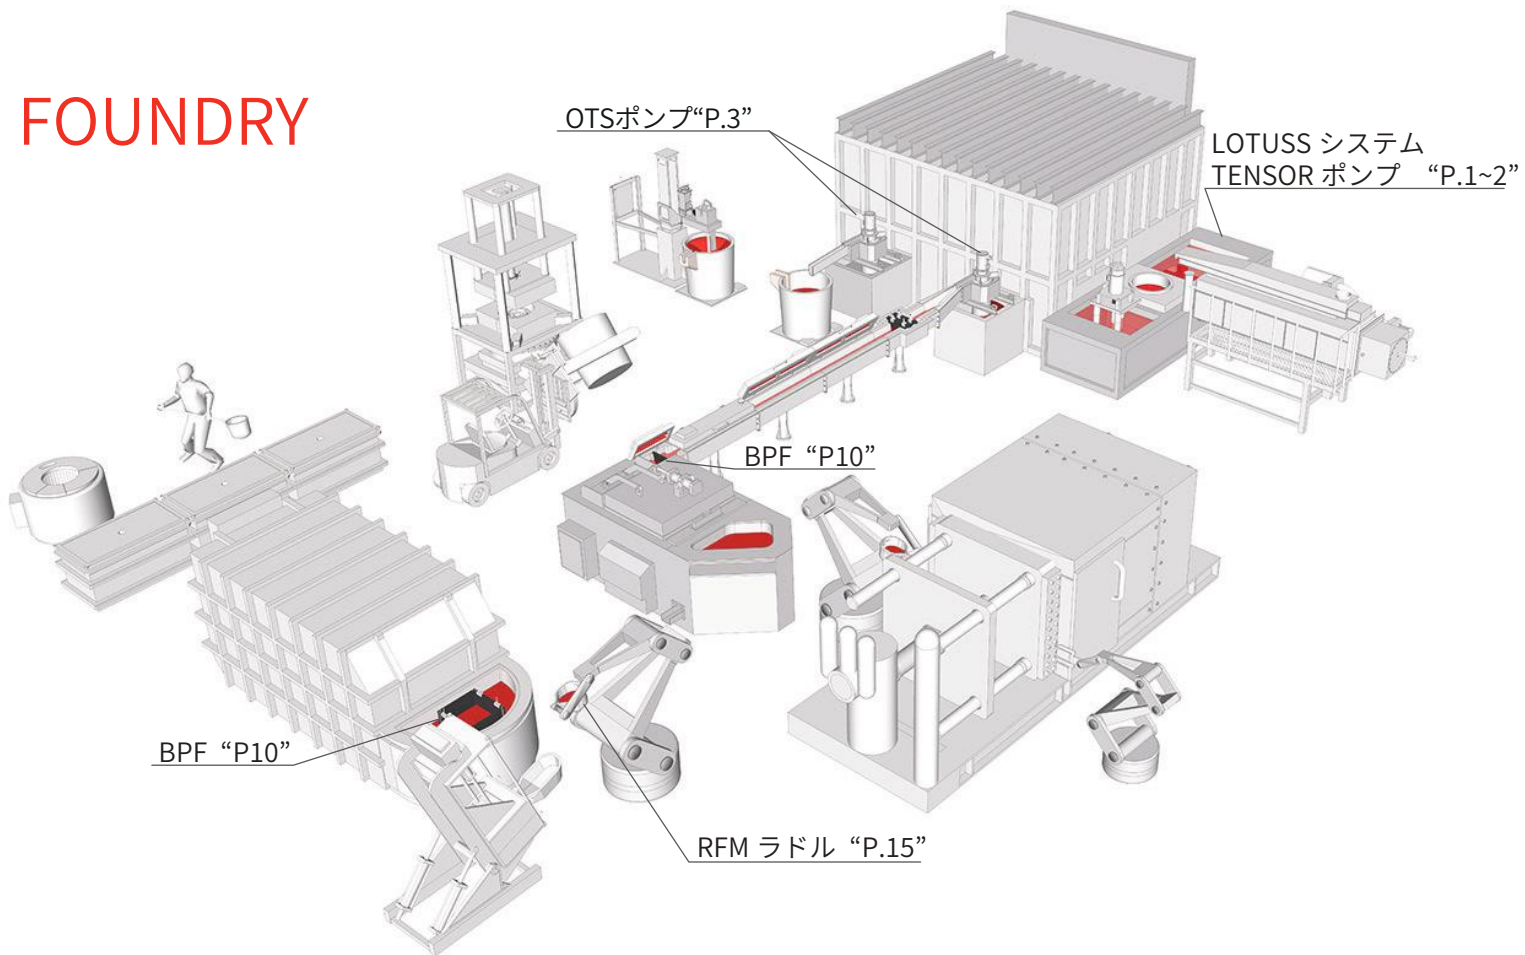 FOUNDRY
OTSポンプ“P.3”
LOTUSS システム
TENSOR ポンプ “P.1~2”
BPF “P10”
BPF “P10”
RFM ラドル “P.15”